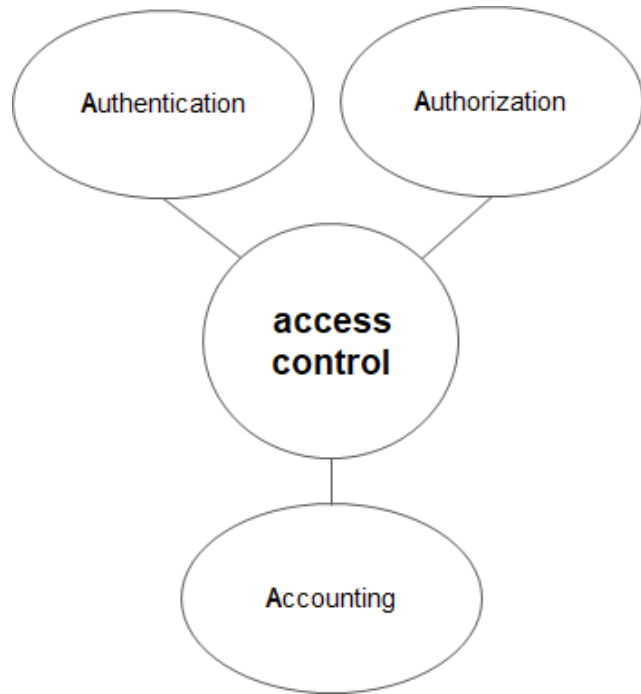 Authentication
Authorization
access
control
Accounting